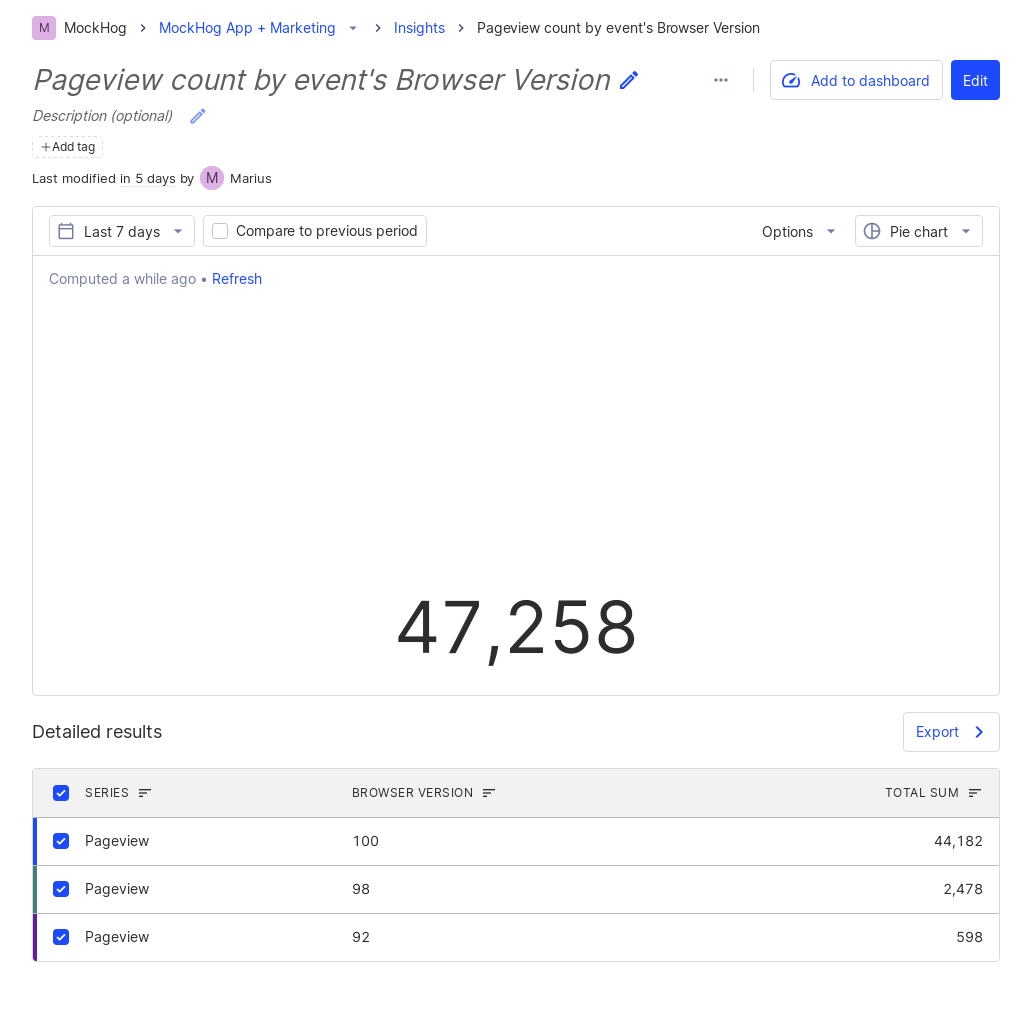 M MockHog MockHog App + Marketing Insights Pageview count by event's Browser Version
Pageview count by event's Browser Version
Add to dashboard
Edit
Description (optional)
Add tag
Last modified in 5 days by M Marius
Last 7 days
Compare to previous period
Options
Pie chart
Computed a while ago • Refresh
47,258
Detailed results
Export
SERIES BROWSER VERSION TOTAL SUM
Pageview 100 44,182
Pageview 98 2,478
Pageview 92 598